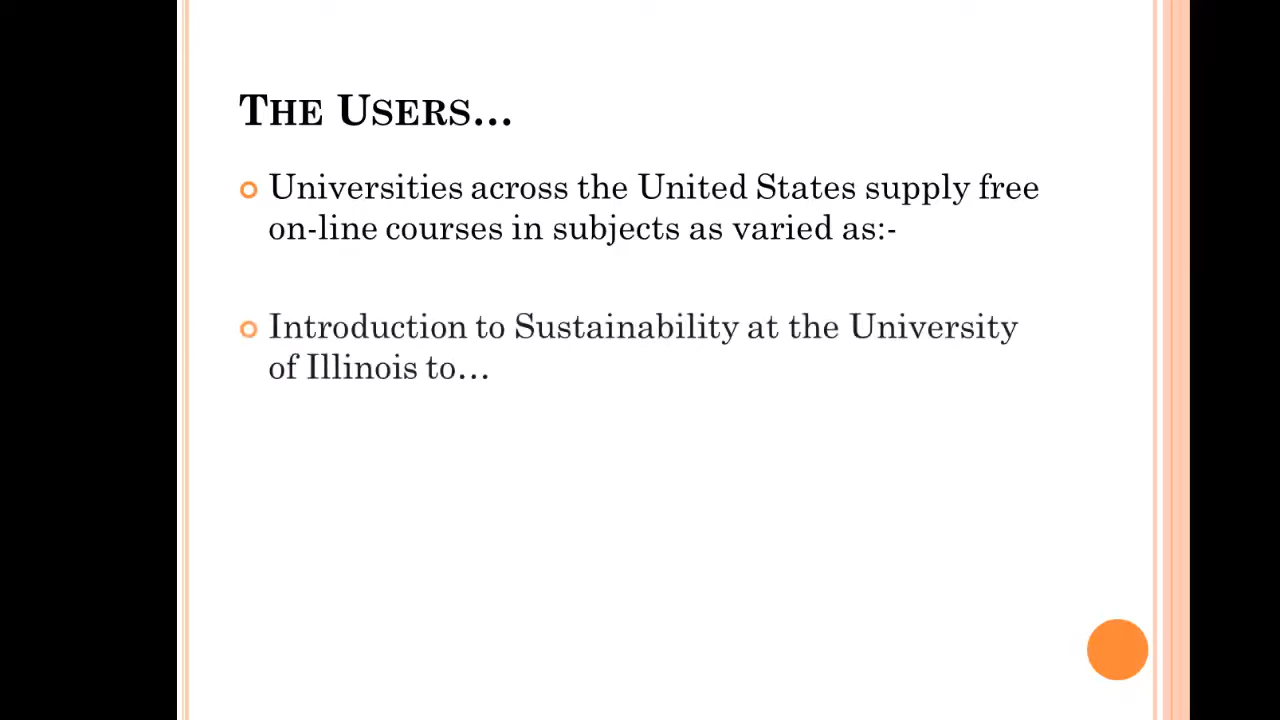 The Users…
Universities across the United States supply free
on-line courses in subjects as varied as:-
Introduction to Sustainability at the University
of Illinois to…